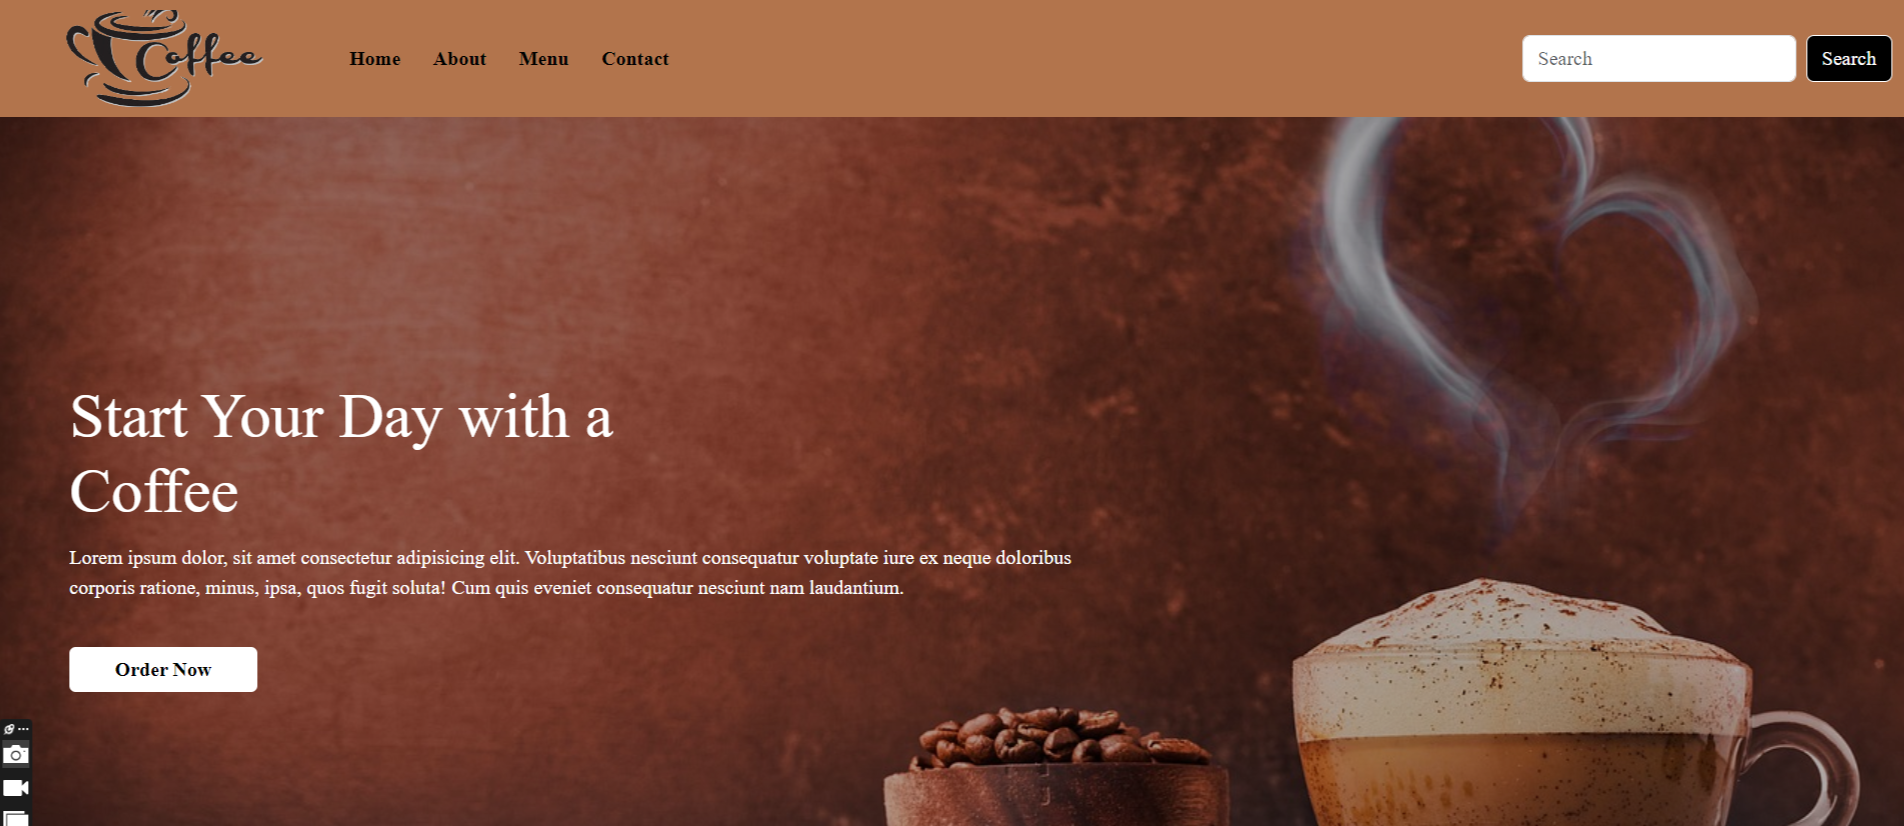 Coffee
Home About Menu Contact
Search Search
Start Your Day with a
Coffee
Lorem ipsum dolor, sit amet consectetur adipisicing elit. Voluptatibus nesciunt consequatur voluptate iure ex neque doloribus
corporis ratione, minus, ipsa, quos fugit soluta! Cum quis eveniet consequatur nesciunt nam laudantium.
Order Now